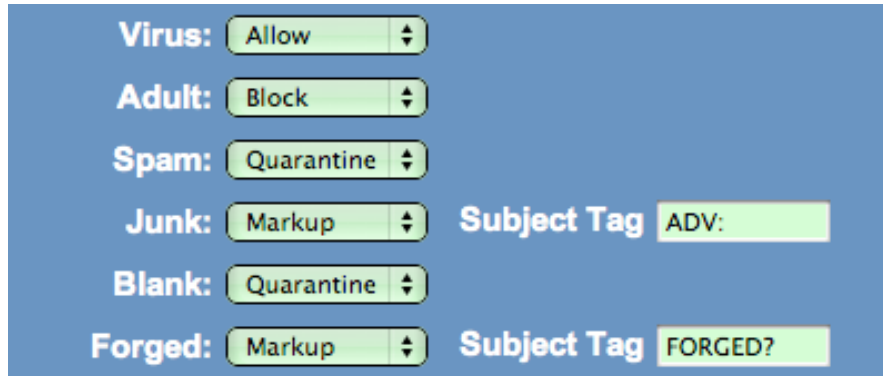 Virus: Allow
Adult: Block
Spam: Quarantine
Junk: Markup Subject Tag ADV:
Blank: Quarantine
Forged: Markup Subject Tag FORGED?